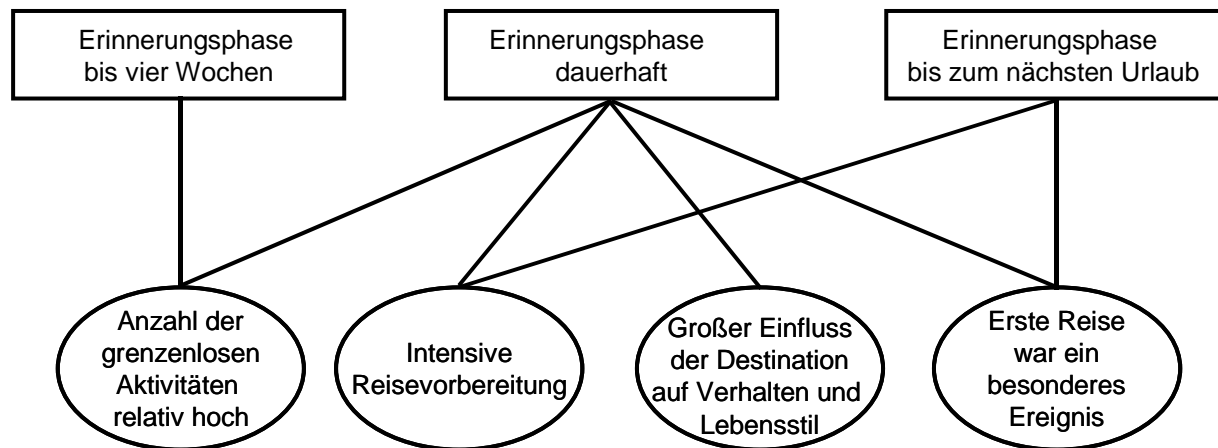 Erinnerungsphase
bis vier Wochen
Erinnerungsphase
dauerhaft
Erinnerungsphase
bis zum nächsten Urlaub
Anzahl der
grenzenlosen
Aktivitäten
relativ hoch
Intensive
Reisevorbereitung
Großer Einfluss
der Destination
auf Verhalten und
Lebensstil
Erste Reise
war ein
besonderes
Ereignis